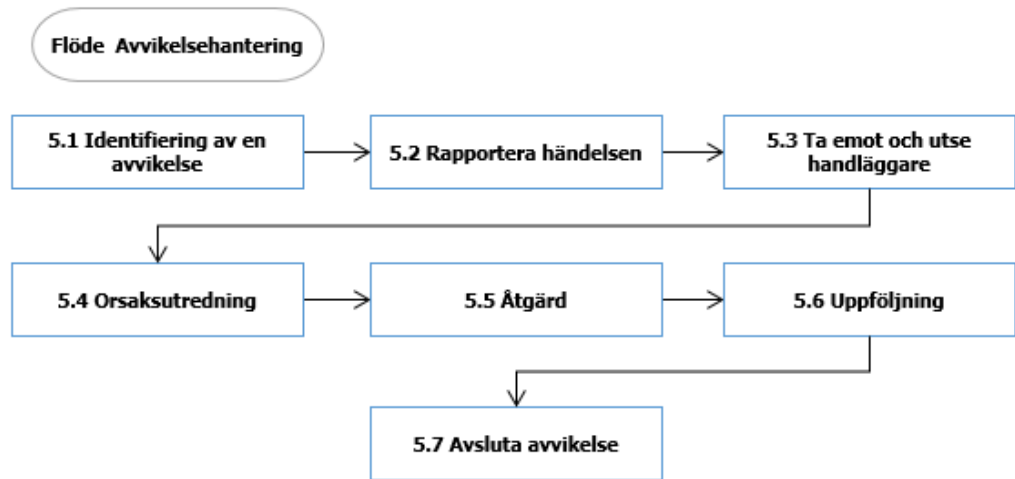 Flöde Avvikelsehantering
5.1 Identifiering av en
avvikelse
5.2 Rapportera händelsen
5.3 Ta emot och utse
handläggare
5.4 Orsaksutredning
5.5 Åtgärd
5.6 Uppföljning
5.7 Avsluta avvikelse